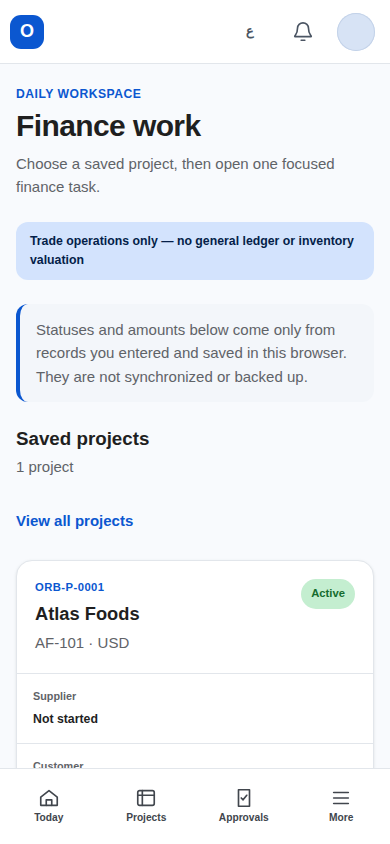 O
ع
DAILY WORKSPACE
Finance work
Choose a saved project, then open one focused
finance task.
Trade operations only — no general ledger or inventory
valuation
Statuses and amounts below come only from
records you entered and saved in this browser.
They are not synchronized or backed up.
Saved projects
1 project
View all projects
ORB-P-0001
Active
Atlas Foods
AF-101 · USD
Supplier
Not started
Customer
Today
Projects
Approvals
More